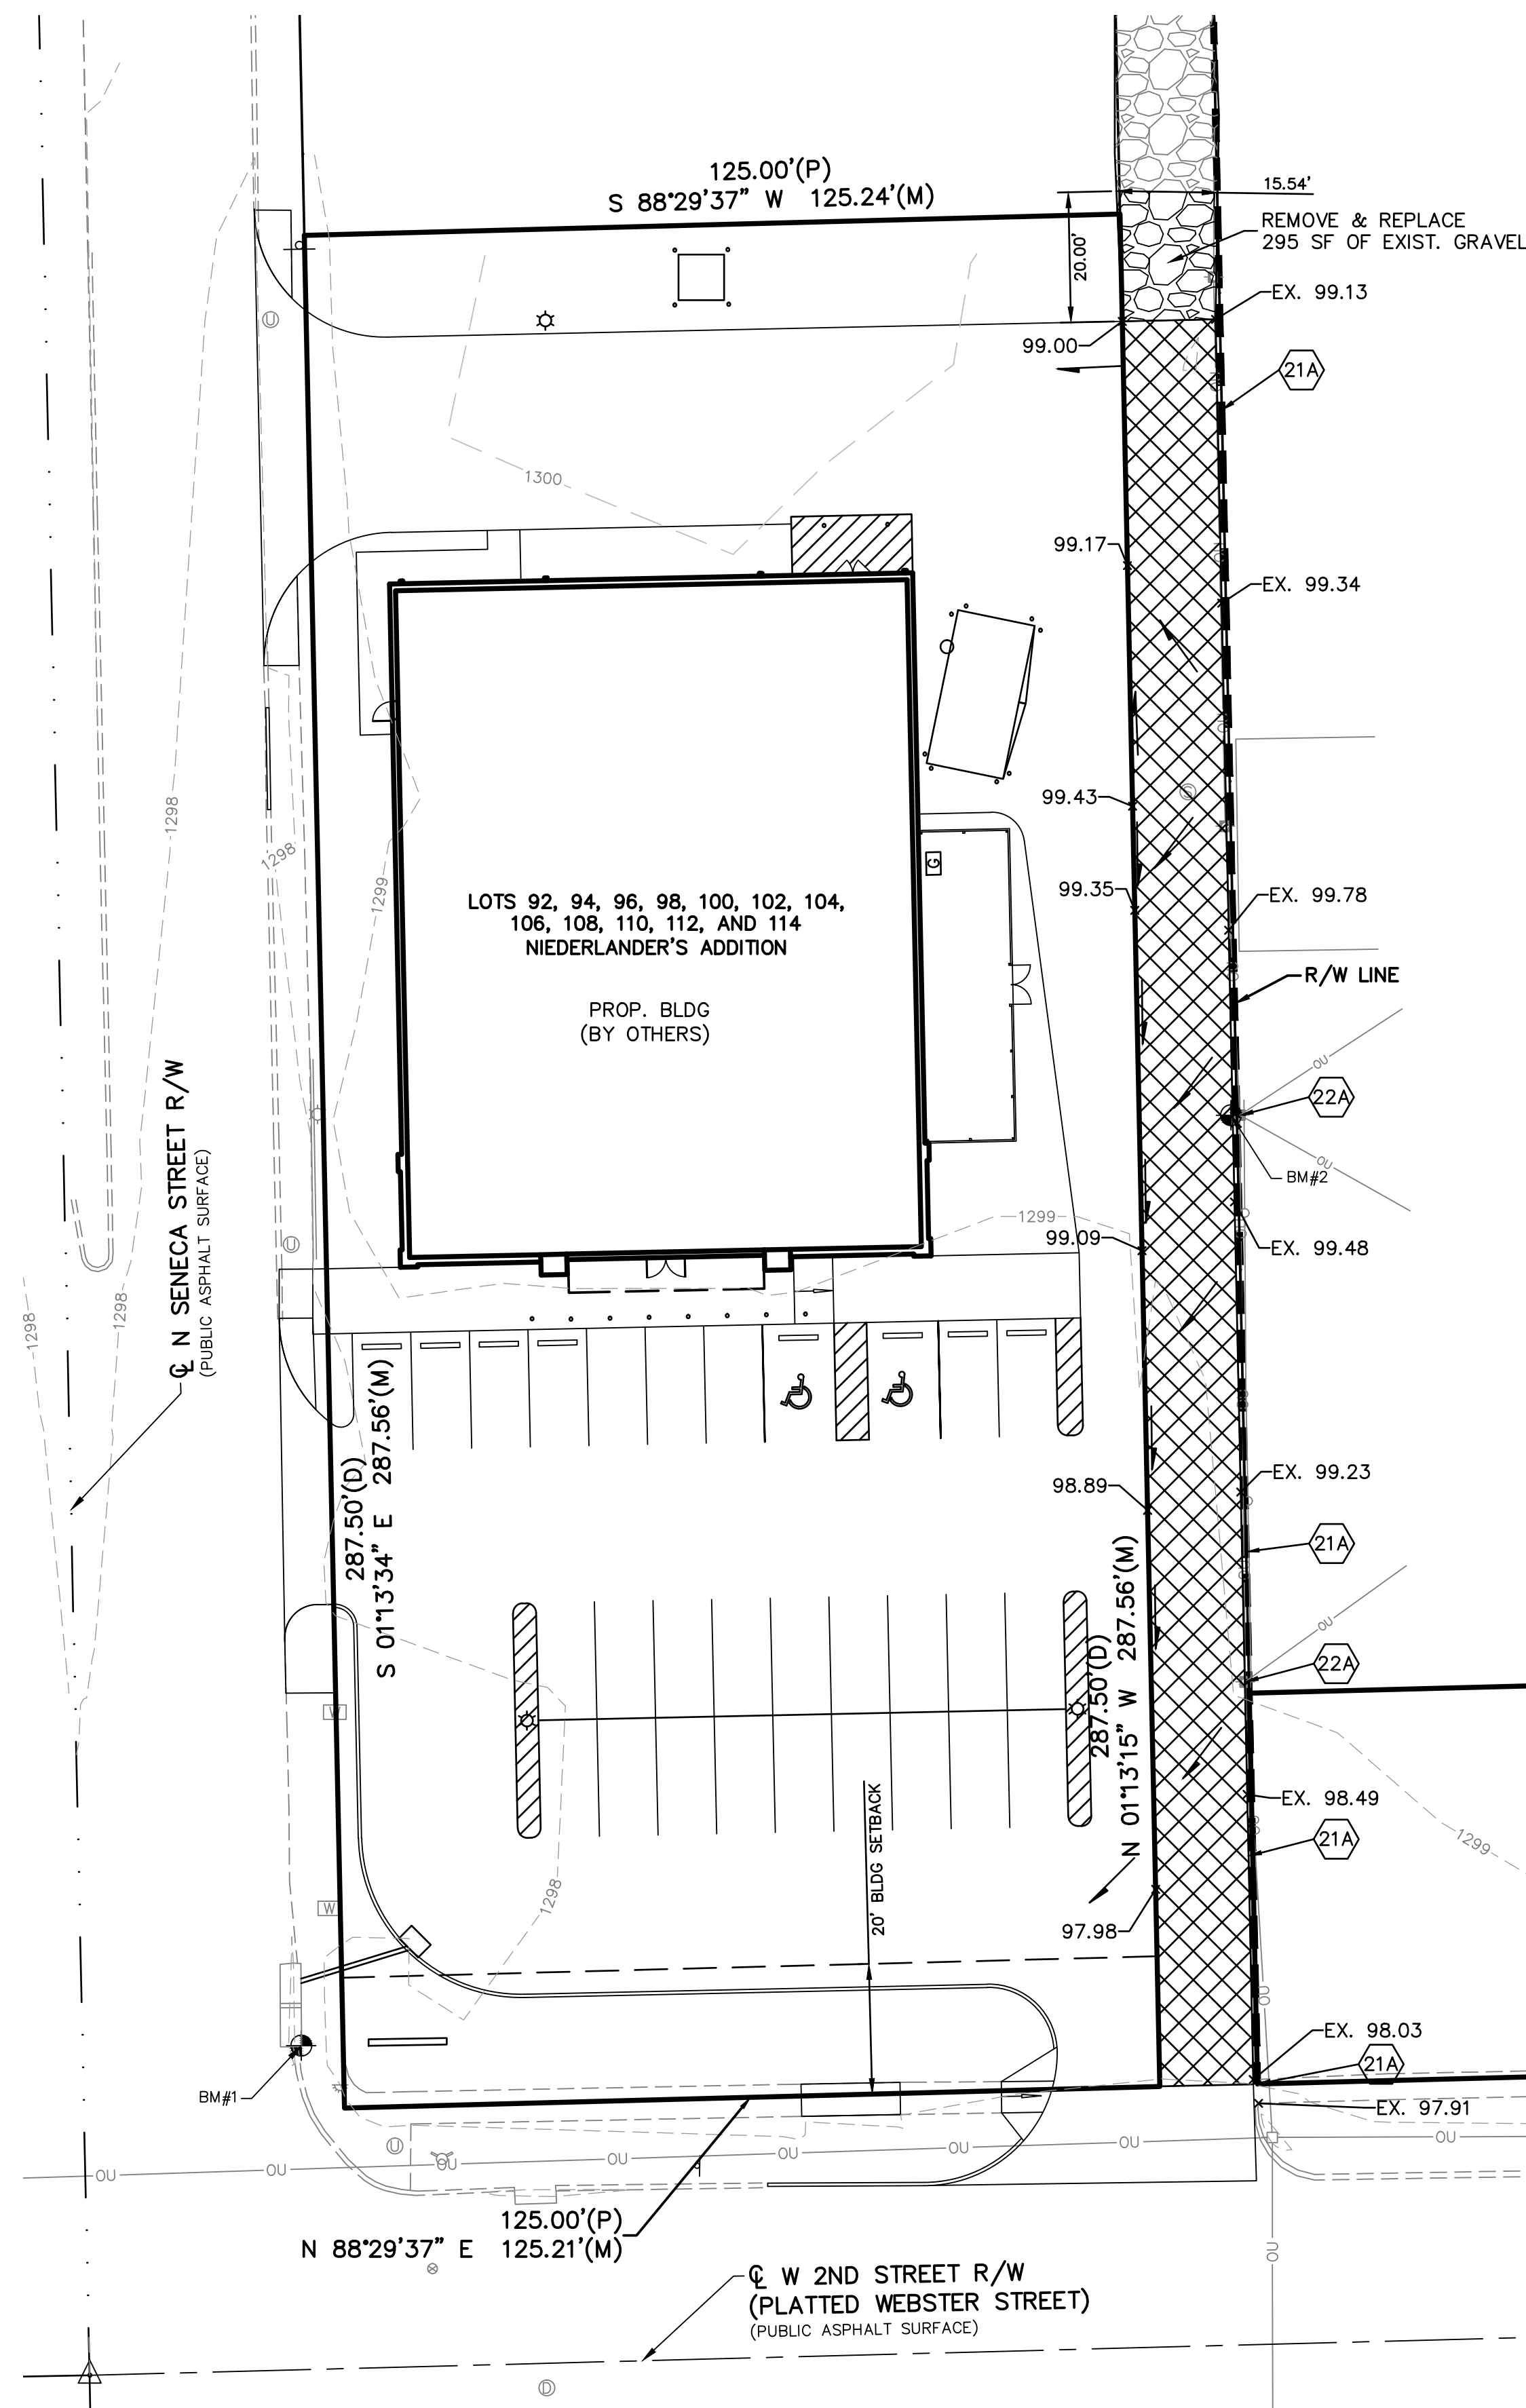 125.00'(P)
S 88°29'37" W 125.24'(M)
15.54'
20.00'
REMOVE & REPLACE
295 SF OF EXIST. GRAVEL
EX. 99.13
99.00
21A
U
1300
99.17
EX. 99.34
1298
1298
1299
99.43
G
99.35
EX. 99.78
LOTS 92, 94, 96, 98, 100, 102, 104,
106, 108, 110, 112, AND 114
NIEDERLANDER'S ADDITION
PROP. BLDG
(BY OTHERS)
R/W LINE
OU
22A
OU
BM#2
℄ N SENECA STREET R/W
(PUBLIC ASPHALT SURFACE)
U
1299
99.09
EX. 99.48
1298
1298
287.50'(D)
S 01°13'34" E 287.56'(M)
98.89
EX. 99.23
21A
287.50'(D)
N 01°13'15" W 287.56'(M)
OU
22A
W
EX. 98.49
21A
1299
20' BLDG SETBACK
1298
W
97.98
OU
EX. 98.03
21A
BM#1
EX. 97.91
U
OU
OU
OU
OU
OU
OU
OU
OU
OU
125.00'(P)
N 88°29'37" E 125.21'(M)
℄ W 2ND STREET R/W
(PLATTED WEBSTER STREET)
(PUBLIC ASPHALT SURFACE)
D